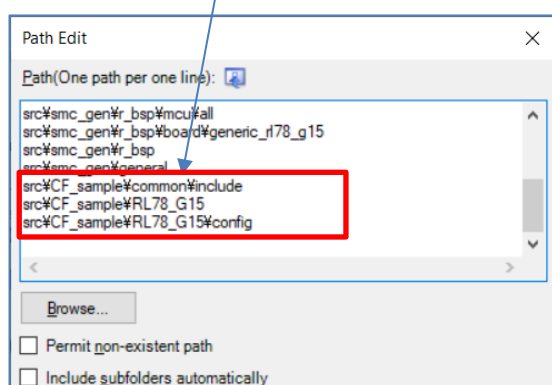 Path Edit
Path(One path per one line):
src¥smc_gen¥r_bsp¥mcu¥all
src¥smc_gen¥r_bsp¥board¥generic_rl78_g15
src¥smc_gen¥r_bsp
src¥smc_gen¥general
src¥CF_sample¥common¥include
src¥CF_sample¥RL78_G15
src¥CF_sample¥RL78_G15¥config
Browse...
Permit non-existent path
Include subfolders automatically